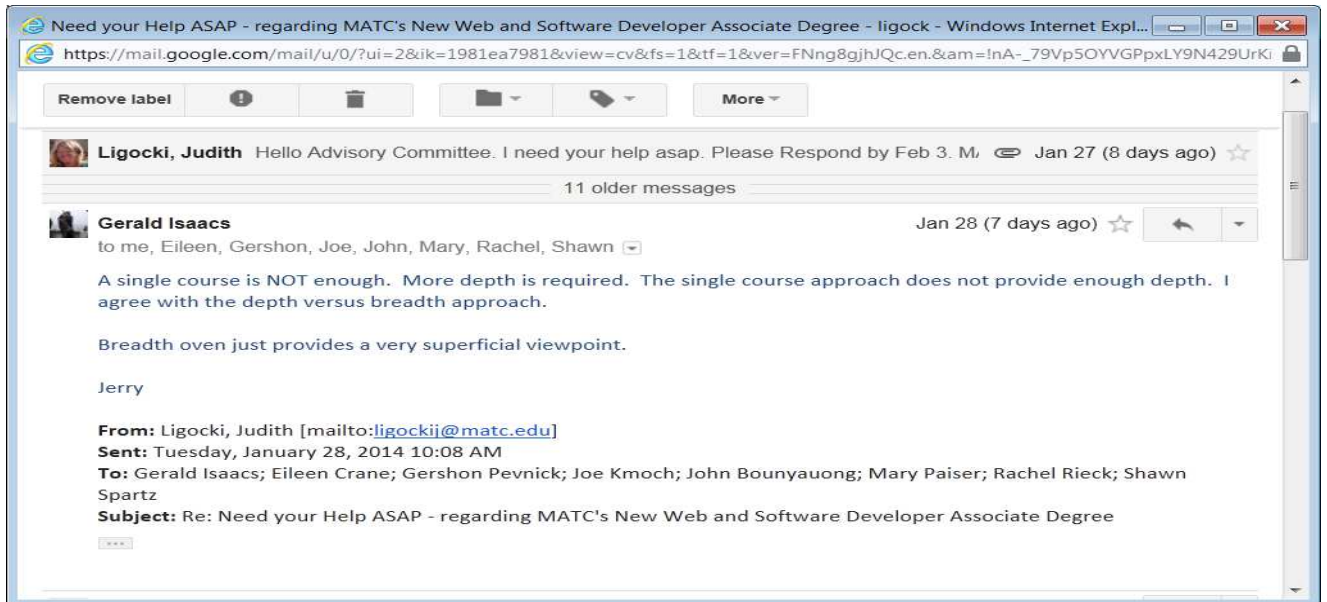 Need your Help ASAP - regarding MATC's New Web and Software Developer Associate Degree - ligock - Windows Internet Expl...
https://mail.google.com/mail/u/0/?ui=2&ik=1981ea7981&view=cv&fs=1&tf=1&ver=FNng8gjhJQc.en.&am=!nA-_79Vp5OYVGPpxLY9N429UrKi
Remove label More
Ligocki, Judith Hello Advisory Committee. I need your help asap. Please Respond by Feb 3. Jan 27 (8 days ago)
11 older messages
Gerald Isaacs Jan 28 (7 days ago)
to me, Eileen, Gershon, Joe, John, Mary, Rachel, Shawn
A single course is NOT enough. More depth is required. The single course approach does not provide enough depth. I
agree with the depth versus breadth approach.
Breadth oven just provides a very superficial viewpoint.
Jerry
From: Ligocki, Judith [mailto:ligockij@matc.edu]
Sent: Tuesday, January 28, 2014 10:08 AM
To: Gerald Isaacs; Eileen Crane; Gershon Pevnick; Joe Kmoch; John Bounyauong; Mary Paiser; Rachel Rieck; Shawn
Spartz
Subject: Re: Need your Help ASAP - regarding MATC's New Web and Software Developer Associate Degree